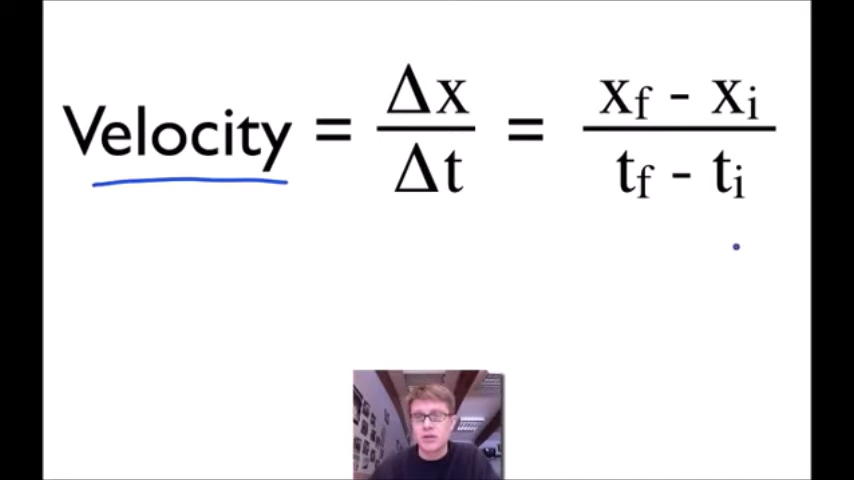 Velocity = Δx / Δt = xf - xi / tf - ti